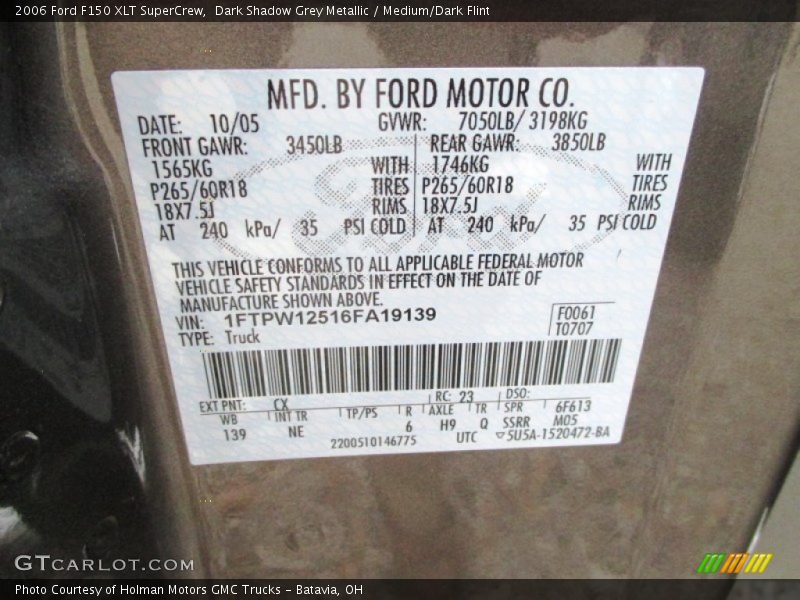 2006 Ford F150 XLT SuperCrew,  Dark Shadow Grey Metallic / Medium/Dark Flint
MFD. BY FORD MOTOR CO.
DATE: 10/05 GVWR: 7050LB/ 3198KG
FRONT GAWR: 3450LB REAR GAWR: 3850LB
1565KG WITH 1746KG WITH
P265/60R18 TIRES P265/60R18 TIRES
18X7.5J RIMS 18X7.5J RIMS
AT 240 kPa/ 35 PSI COLD AT 240 kPa/ 35 PSI COLD
THIS VEHICLE CONFORMS TO ALL APPLICABLE FEDERAL MOTOR
VEHICLE SAFETY STANDARDS IN EFFECT ON THE DATE OF
MANUFACTURE SHOWN ABOVE.
VIN: 1FTPW12516FA19139 F0061
TYPE: Truck T0707
EXT PNT: CX RC: 23 DSO:
WB INT TR TP/PS R AXLE TR SPR 6F613
139 NE 6 H9 Q SSRR M05
2200510146775 UTC 5U5A-1520472-BA
GTCARLOT.COM
Photo Courtesy of Holman Motors GMC Trucks – Batavia, OH